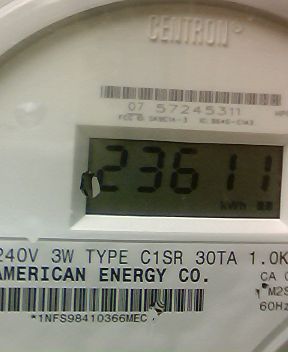 CENTRON
07 57245311
23611
kWh
240V 3W TYPE C1SR 30TA 1.0K
AMERICAN ENERGY CO.
CA
M2S
60Hz
*1NFS98410366MEC